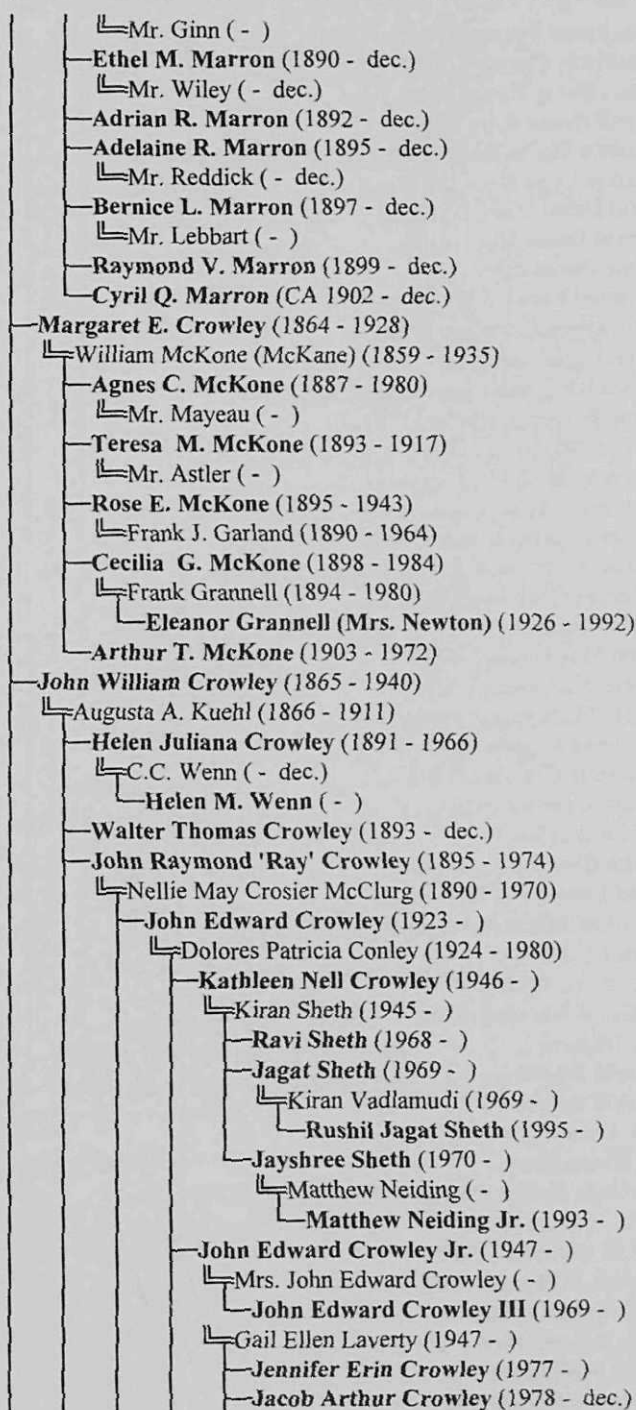 Mr. Ginn ( - )
Ethel M. Marron (1890 - dec.)
Mr. Wiley ( - dec.)
Adrian R. Marron (1892 - dec.)
Adelaine R. Marron (1895 - dec.)
Mr. Reddick ( - dec.)
Bernice L. Marron (1897 - dec.)
Mr. Lebbart ( - )
Raymond V. Marron (1899 - dec.)
Cyril Q. Marron (CA 1902 - dec.)
Margaret E. Crowley (1864 - 1928)
William McKone (McKane) (1859 - 1935)
Agnes C. McKone (1887 - 1980)
Mr. Mayeau ( - )
Teresa M. McKone (1893 - 1917)
Mr. Astler ( - )
Rose E. McKone (1895 - 1943)
Frank J. Garland (1890 - 1964)
Cecilia G. McKone (1898 - 1984)
Frank Grannell (1894 - 1980)
Eleanor Grannell (Mrs. Newton) (1926 - 1992)
Arthur T. McKone (1903 - 1972)
John William Crowley (1865 - 1940)
Augusta A. Kuehl (1866 - 1911)
Helen Juliana Crowley (1891 - 1966)
C.C. Wenn ( - dec.)
Helen M. Wenn ( - )
Walter Thomas Crowley (1893 - dec.)
John Raymond 'Ray' Crowley (1895 - 1974)
Nellie May Crosier McClurg (1890 - 1970)
John Edward Crowley (1923 - )
Dolores Patricia Conley (1924 - 1980)
Kathleen Nell Crowley (1946 - )
Kiran Sheth (1945 - )
Ravi Sheth (1968 - )
Jagat Sheth (1969 - )
Kiran Vadlamudi (1969 - )
Rushil Jagat Sheth (1995 - )
Jayshree Sheth (1970 - )
Matthew Neiding ( - )
Matthew Neiding Jr. (1993 - )
John Edward Crowley Jr. (1947 - )
Mrs. John Edward Crowley ( - )
John Edward Crowley III (1969 - )
Gail Ellen Laverty (1947 - )
Jennifer Erin Crowley (1977 - )
Jacob Arthur Crowley (1978 - dec.)